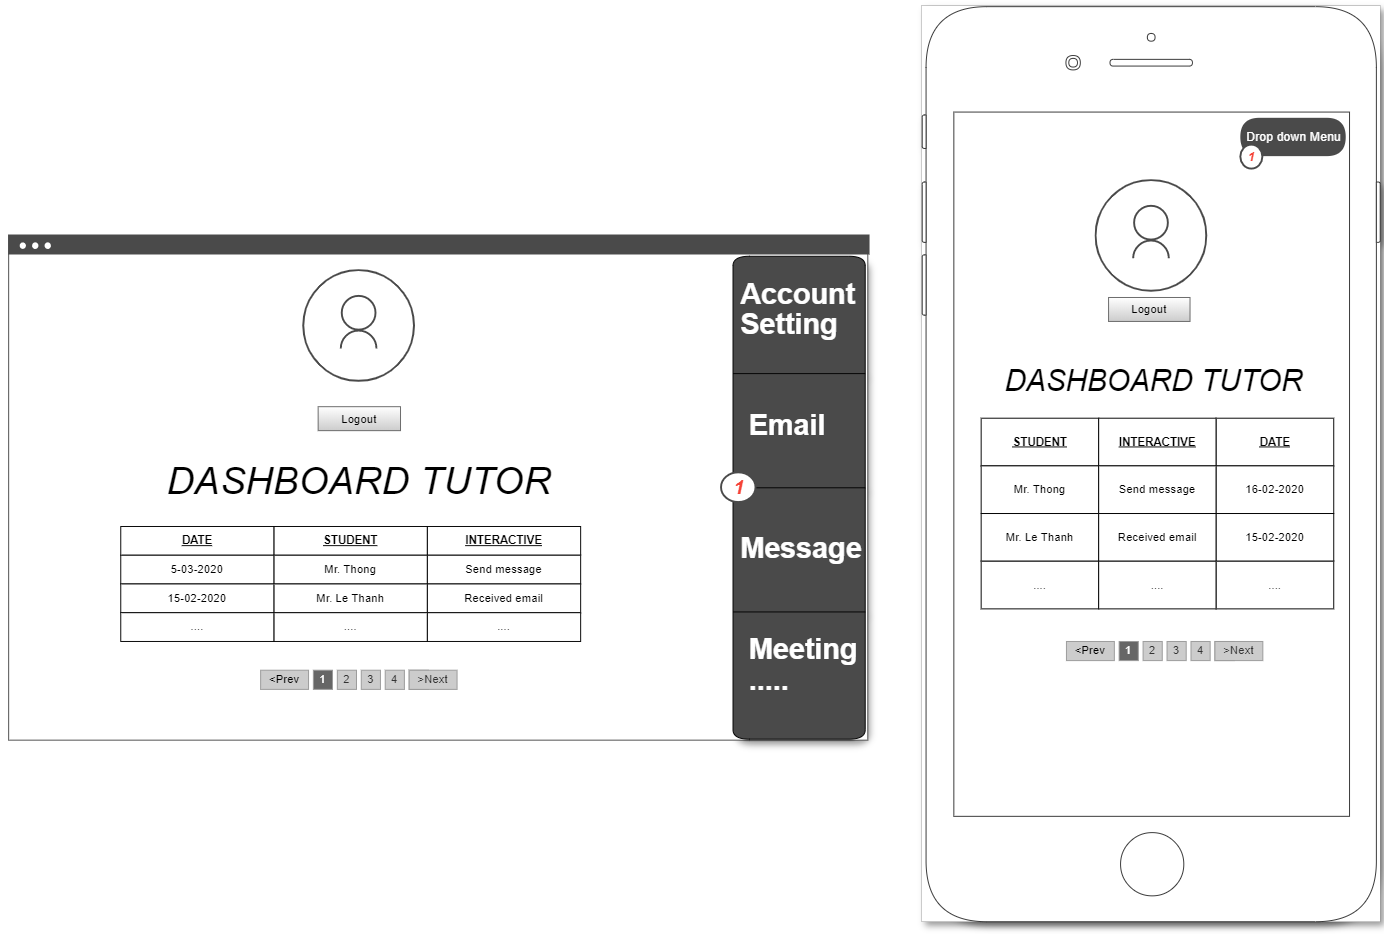 Logout
DASHBOARD TUTOR
DATE STUDENT INTERACTIVE
5-03-2020 Mr. Thong Send message
15-02-2020 Mr. Le Thanh Received email
.... .... ....
<Prev 1 2 3 4 >Next
Account
Setting
Email
1
Message
Meeting
.....
Drop down Menu
1
Logout
DASHBOARD TUTOR
STUDENT INTERACTIVE DATE
Mr. Thong Send message 16-02-2020
Mr. Le Thanh Received email 15-02-2020
.... .... ....
<Prev 1 2 3 4 >Next